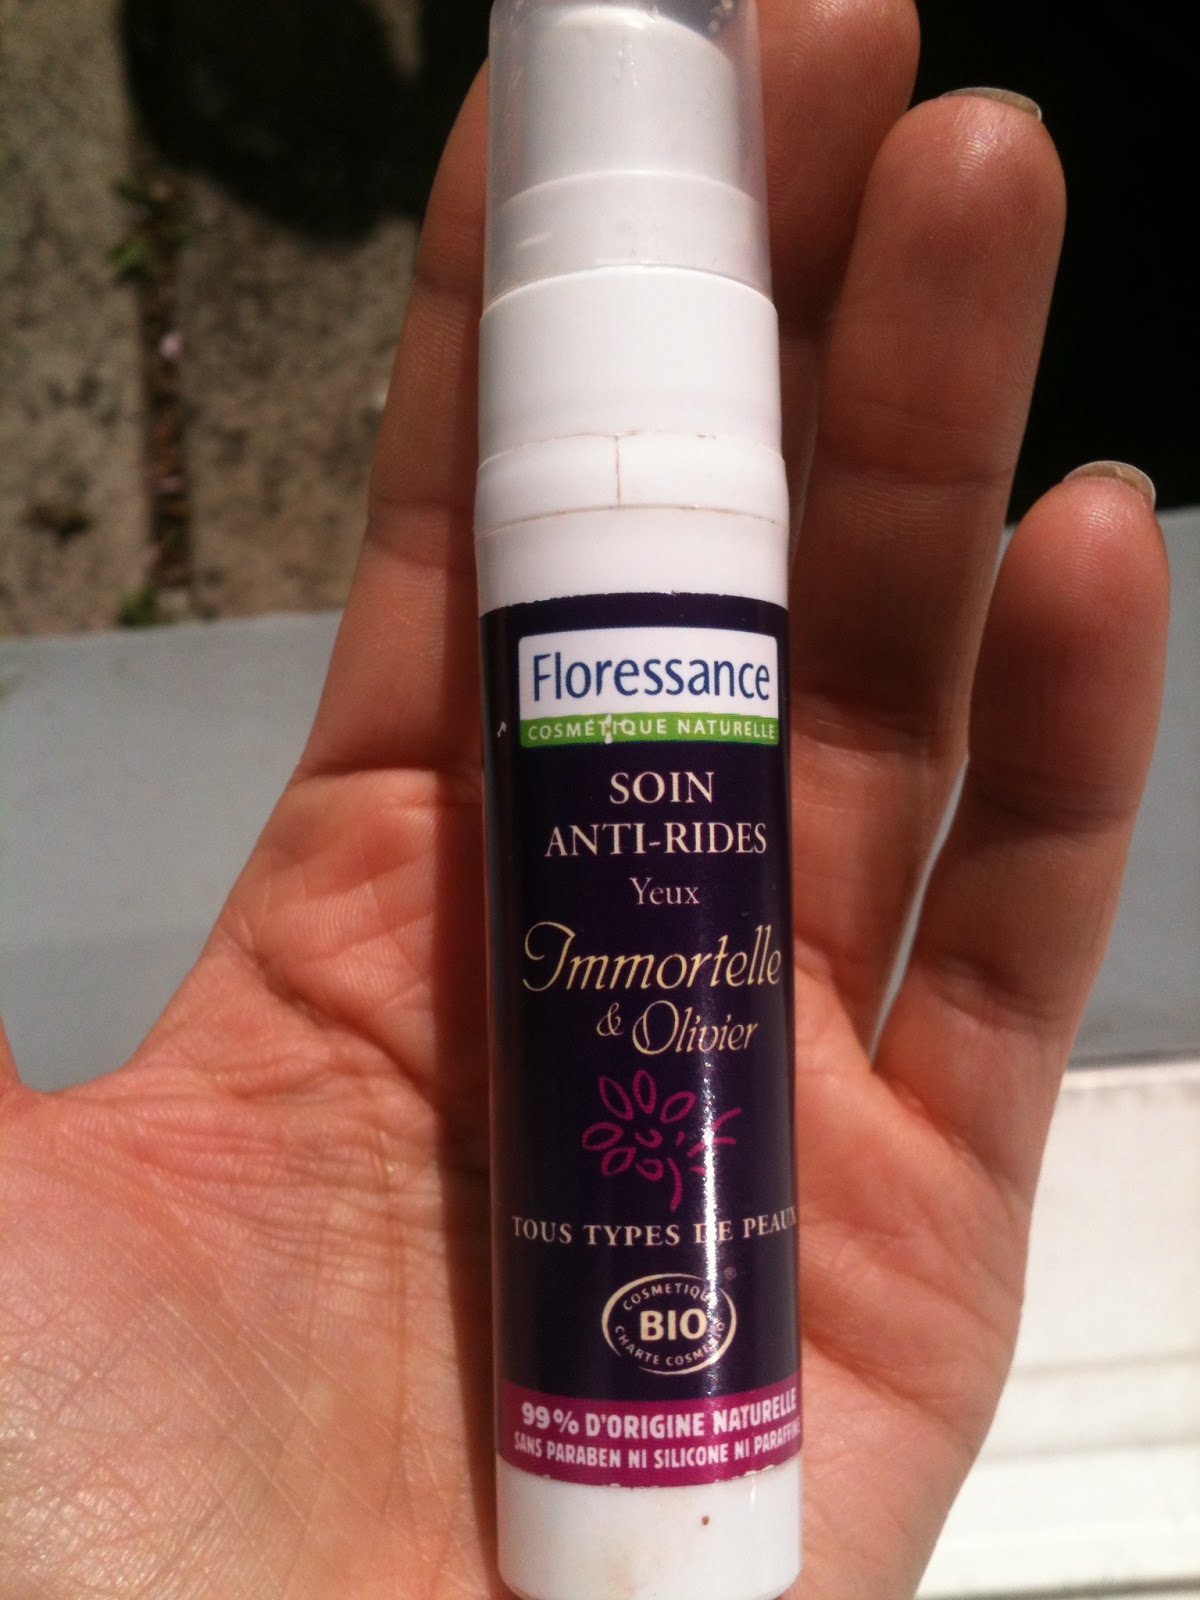 Floressance
COSMÉTIQUE NATURELLE
SOIN
ANTI-RIDES
Yeux
Immortelle
& Olivier
TOUS TYPES DE PEAUX
®
COSMETIQUE
BIO
CHARTE COSMEBIO
99% D'ORIGINE NATURELLE
SANS PARABEN NI SILICONE NI PARAFFINE